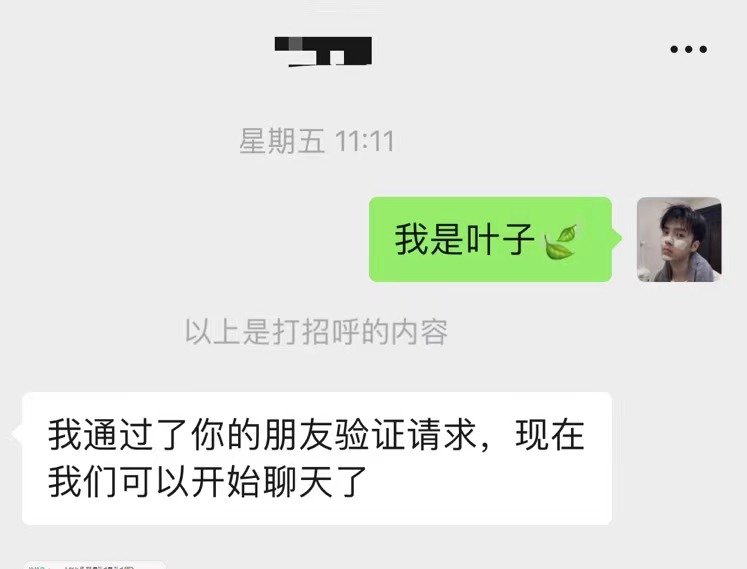 星期五 11:11
我是叶子🍃
以上是打招呼的内容
我通过了你的朋友验证请求，现在
我们可以开始聊天了